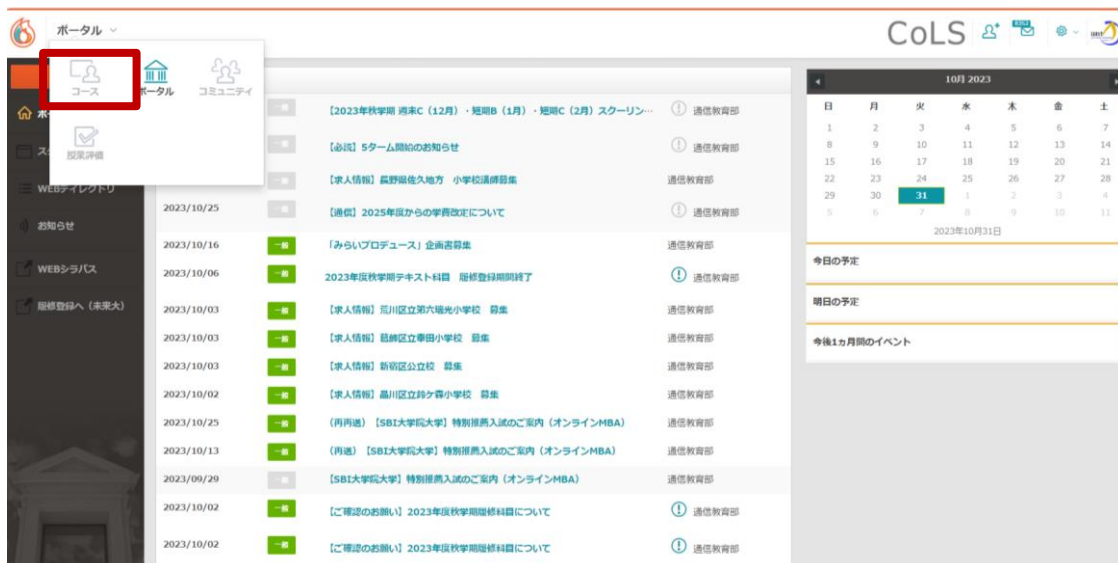 ポータル
CoLS
コース
ポータル
コミュニティ
授業評価
WEBディレクトリ
お知らせ
WEBシラバス
履修登録へ（未来大）
【2023年秋学期 週末C（12月）・短期B（1月）・短期C（2月）スクーリン…
通信教育部
【必読】5ターム開始のお知らせ
通信教育部
【求人情報】長野県佐久地方 小学校講師募集
通信教育部
2023/10/25
一般
【通信】2025年度からの学費改定について
通信教育部
2023/10/16
一般
「みらいプロデュース」企画書募集
通信教育部
2023/10/06
一般
2023年度秋学期テキスト科目 履修登録期間終了
通信教育部
2023/10/03
一般
【求人情報】荒川区立第六瑞光小学校 募集
通信教育部
2023/10/03
一般
【求人情報】葛飾区立幸田小学校 募集
通信教育部
2023/10/03
一般
【求人情報】新宿区公立校 募集
通信教育部
2023/10/02
一般
【求人情報】品川区立鈴ケ森小学校 募集
通信教育部
2023/10/25
一般
（再再送）【SBI大学院大学】特別推薦入試のご案内（オンラインMBA）
通信教育部
2023/10/13
一般
（再送）【SBI大学院大学】特別推薦入試のご案内（オンラインMBA）
通信教育部
2023/09/29
一般
【SBI大学院大学】特別推薦入試のご案内（オンラインMBA）
通信教育部
2023/10/02
一般
【ご確認のお願い】2023年度秋学期履修科目について
通信教育部
2023/10/02
一般
【ご確認のお願い】2023年度秋学期履修科目について
通信教育部
10月 2023
日 月 火 水 木 金 土
1 2 3 4 5 6 7
8 9 10 11 12 13 14
15 16 17 18 19 20 21
22 23 24 25 26 27 28
29 30 31 1 2 3 4
5 6 7 8 9 10 11
2023年10月31日
今日の予定
明日の予定
今後1ヵ月間のイベント